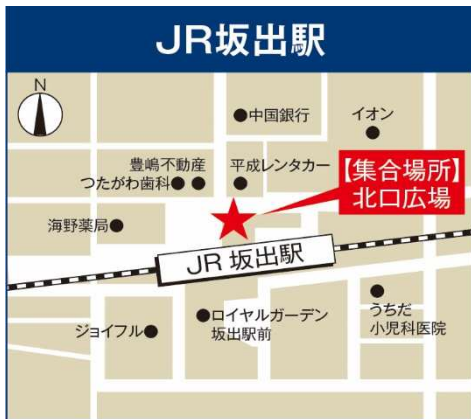 JR坂出駅
N
●中国銀行
イオン
●
豊嶋不動産
つたがわ歯科●●
平成レンタカー
●
【集合場所】
北口広場
海野薬局●
★
JR 坂出駅
ジョイフル●
●ロイヤルガーデン
坂出駅前
●
うちだ
小児科医院